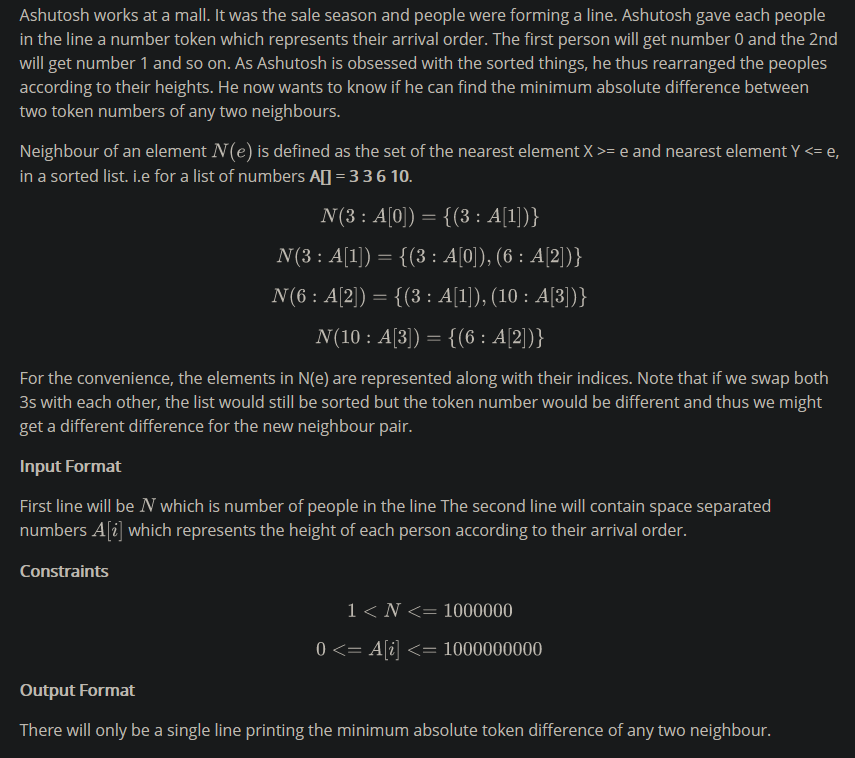 Ashutosh works at a mall. It was the sale season and people were forming a line. Ashutosh gave each people
in the line a number token which represents their arrival order. The first person will get number 0 and the 2nd
will get number 1 and so on. As Ashutosh is obsessed with the sorted things, he thus rearranged the peoples
according to their heights. He now wants to know if he can find the minimum absolute difference between
two token numbers of any two neighbours.
Neighbour of an element N(e) is defined as the set of the nearest element X >= e and nearest element Y <= e,
in a sorted list. i.e for a list of numbers A[] = 3 3 6 10.
N(3 : A[0]) = {(3 : A[1])}
N(3 : A[1]) = {(3 : A[0]), (6 : A[2])}
N(6 : A[2]) = {(3 : A[1]), (10 : A[3])}
N(10 : A[3]) = {(6 : A[2])}
For the convenience, the elements in N(e) are represented along with their indices. Note that if we swap both
3s with each other, the list would still be sorted but the token number would be different and thus we might
get a different difference for the new neighbour pair.
Input Format
First line will be N which is number of people in the line The second line will contain space separated
numbers A[i] which represents the height of each person according to their arrival order.
Constraints
1 < N <= 1000000
0 <= A[i] <= 1000000000
Output Format
There will only be a single line printing the minimum absolute token difference of any two neighbour.